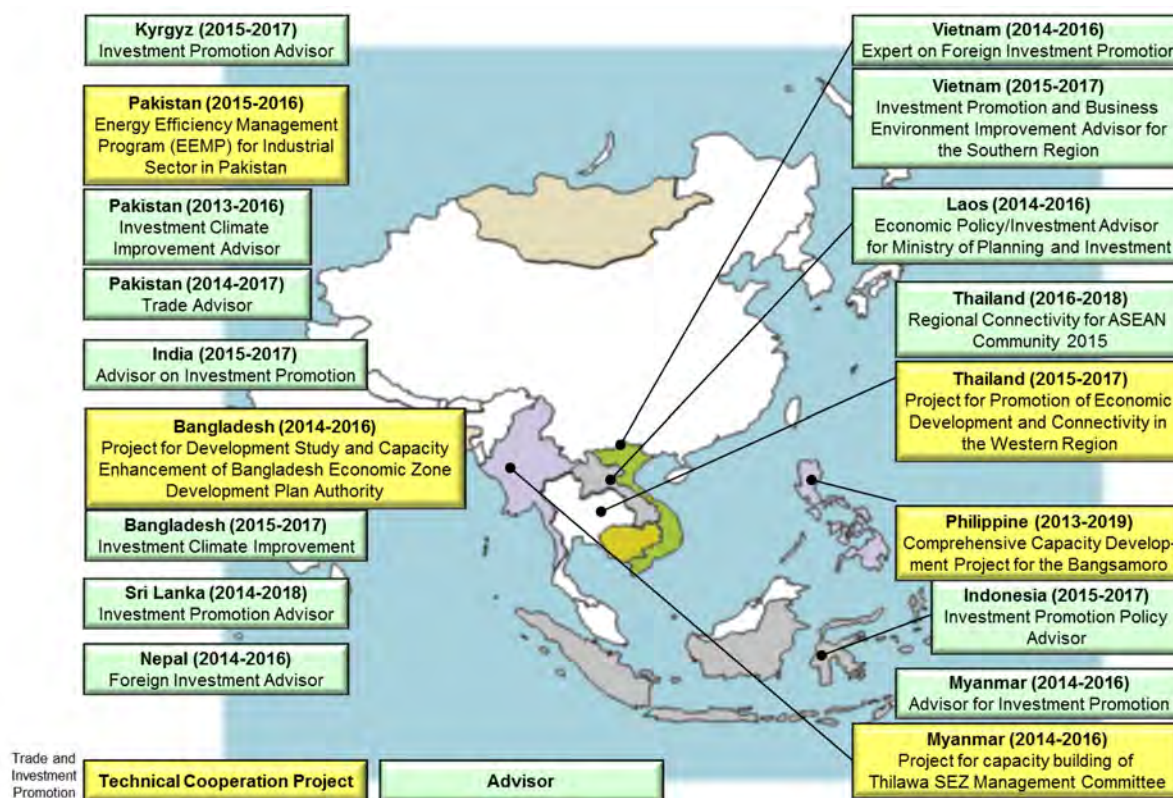 Kyrgyz (2015-2017)
Investment Promotion Advisor
Pakistan (2015-2016)
Energy Efficiency Management
Program (EEMP) for Industrial
Sector in Pakistan
Pakistan (2013-2016)
Investment Climate
Improvement Advisor
Pakistan (2014-2017)
Trade Advisor
India (2015-2017)
Advisor on Investment Promotion
Bangladesh (2014-2016)
Project for Development Study and Capacity
Enhancement of Bangladesh Economic Zone
Development Plan Authority
Bangladesh (2015-2017)
Investment Climate Improvement
Sri Lanka (2014-2018)
Investment Promotion Advisor
Nepal (2014-2016)
Foreign Investment Advisor
Vietnam (2014-2016)
Expert on Foreign Investment Promotion
Vietnam (2015-2017)
Investment Promotion and Business
Environment Improvement Advisor for
the Southern Region
Laos (2014-2016)
Economic Policy/Investment Advisor
for Ministry of Planning and Investment
Thailand (2016-2018)
Regional Connectivity for ASEAN
Community 2015
Thailand (2015-2017)
Project for Promotion of Economic
Development and Connectivity in
the Western Region
Philippine (2013-2019)
Comprehensive Capacity Develop-
ment Project for the Bangsamoro
Indonesia (2015-2017)
Investment Promotion Policy
Advisor
Myanmar (2014-2016)
Advisor for Investment Promotion
Myanmar (2014-2016)
Project for capacity building of
Thilawa SEZ Management Committee
Trade and
Investment
Promotion
Technical Cooperation Project
Advisor